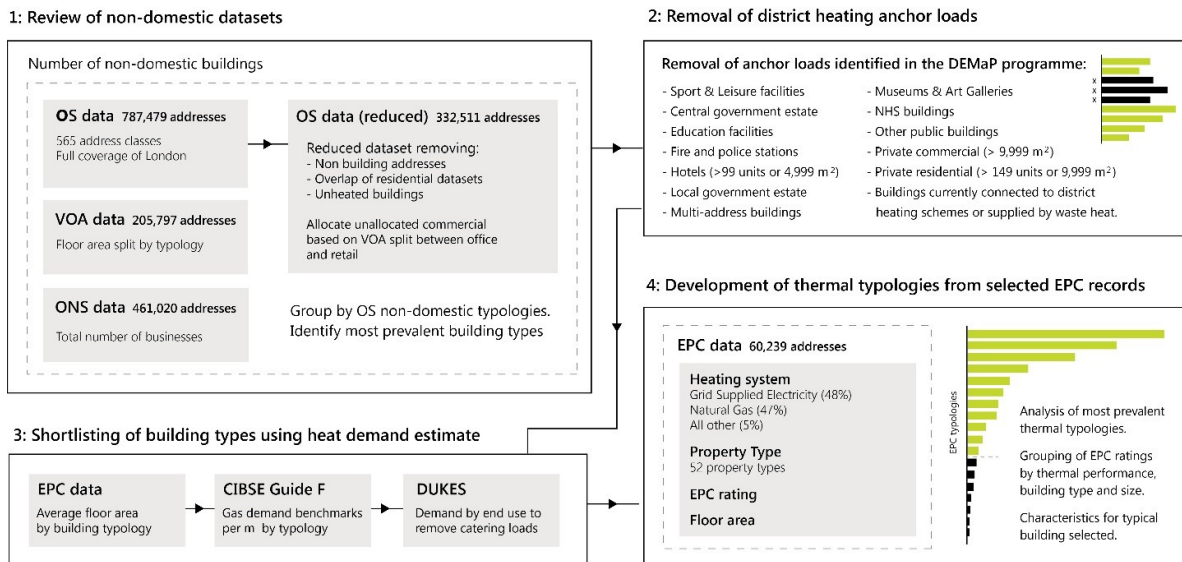 1: Review of non-domestic datasets
Number of non-domestic buildings
OS data 787,479 addresses
565 address classes
Full coverage of London
VOA data 205,797 addresses
Floor area split by typology
ONS data 461,020 addresses
Total number of businesses
OS data (reduced) 332,511 addresses
Reduced dataset removing:
- Non building addresses
- Overlap of residential datasets
- Unheated buildings
Allocate unallocated commercial
based on VOA split between office
and retail
Group by OS non-domestic typologies.
Identify most prevalent building types
2: Removal of district heating anchor loads
Removal of anchor loads identified in the DEMaP programme:
- Sport & Leisure facilities
- Central government estate
- Education facilities
- Fire and police stations
- Hotels (>99 units or 4,999 m²)
- Local government estate
- Multi-address buildings
- Museums & Art Galleries
- NHS buildings
- Other public buildings
- Private commercial (> 9,999 m²)
- Private residential (> 149 units or 9,999 m²)
- Buildings currently connected to district
heating schemes or supplied by waste heat.
x
x
x
3: Shortlisting of building types using heat demand estimate
EPC data
Average floor area
by building typology
CIBSE Guide F
Gas demand benchmarks
per m by typology
DUKES
Demand by end use to
remove catering loads
4: Development of thermal typologies from selected EPC records
EPC data 60,239 addresses
Heating system
Grid Supplied Electricity (48%)
Natural Gas (47%)
All other (5%)
Property Type
52 property types
EPC rating
Floor area
EPC typologies
Analysis of most prevalent
thermal typologies.
Grouping of EPC ratings
by thermal performance,
building type and size.
Characteristics for typical
building selected.